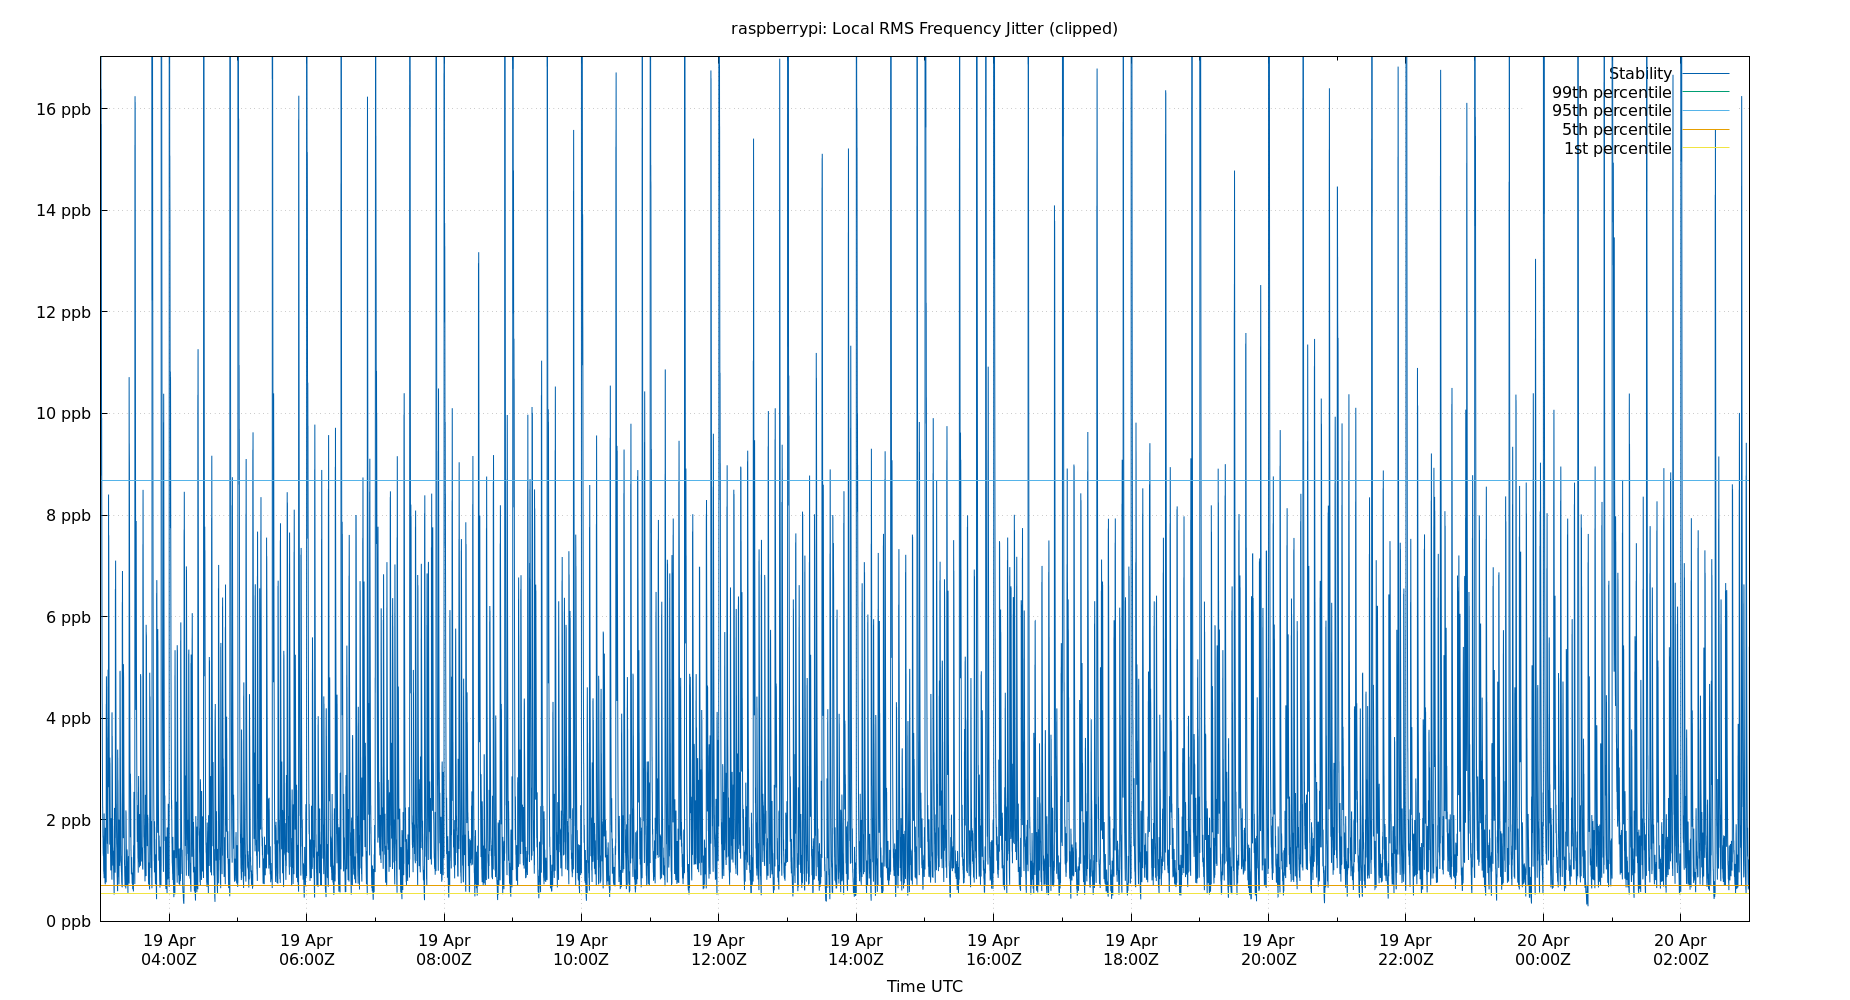 raspberrypi: Local RMS Frequency Jitter (clipped)
Stability
99th percentile
95th percentile
5th percentile
1st percentile
16 ppb
14 ppb
12 ppb
10 ppb
8 ppb
6 ppb
4 ppb
2 ppb
0 ppb
19 Apr 19 Apr 19 Apr 19 Apr 19 Apr 19 Apr 19 Apr 19 Apr 19 Apr 19 Apr 20 Apr 20 Apr
04:00Z 06:00Z 08:00Z 10:00Z 12:00Z 14:00Z 16:00Z 18:00Z 20:00Z 22:00Z 00:00Z 02:00Z
Time UTC